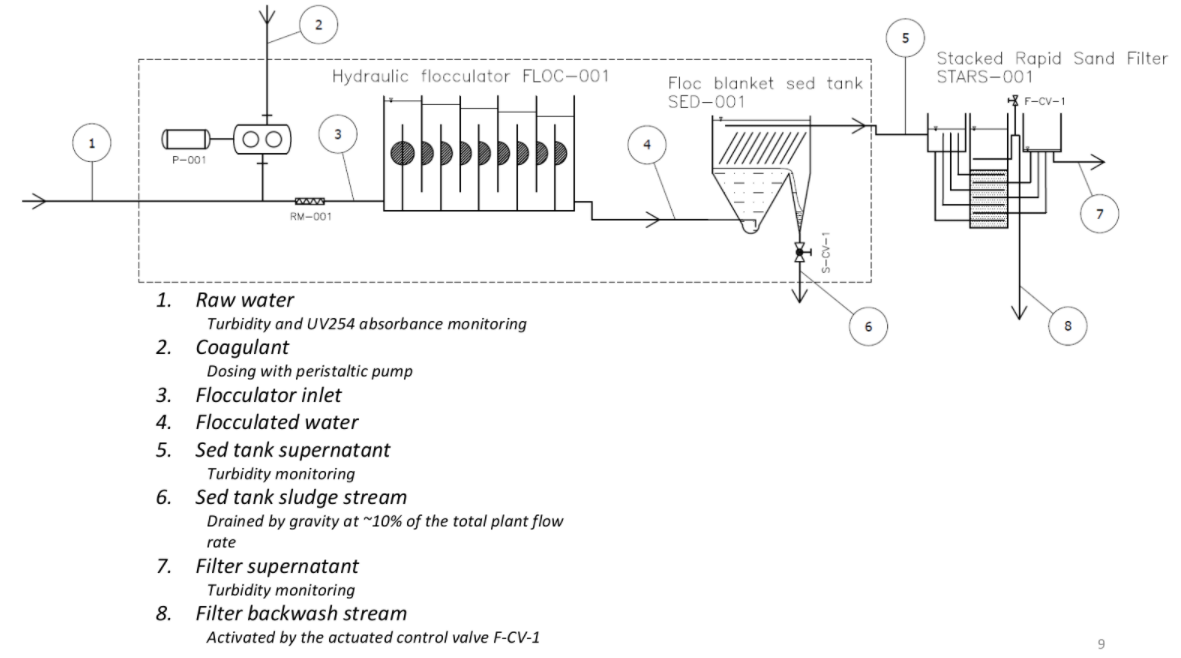 2
Hydraulic flocculator FLOC-001
Floc blanket sed tank
SED-001
5
Stacked Rapid Sand Filter
STARS-001
F-CV-1
1
P-001
3
4
RM-001
7
S-CV-1
6
8
1. Raw water
Turbidity and UV254 absorbance monitoring
2. Coagulant
Dosing with peristaltic pump
3. Flocculator inlet
4. Flocculated water
5. Sed tank supernatant
Turbidity monitoring
6. Sed tank sludge stream
Drained by gravity at ~10% of the total plant flow
rate
7. Filter supernatant
Turbidity monitoring
8. Filter backwash stream
Activated by the actuated control valve F-CV-1
9